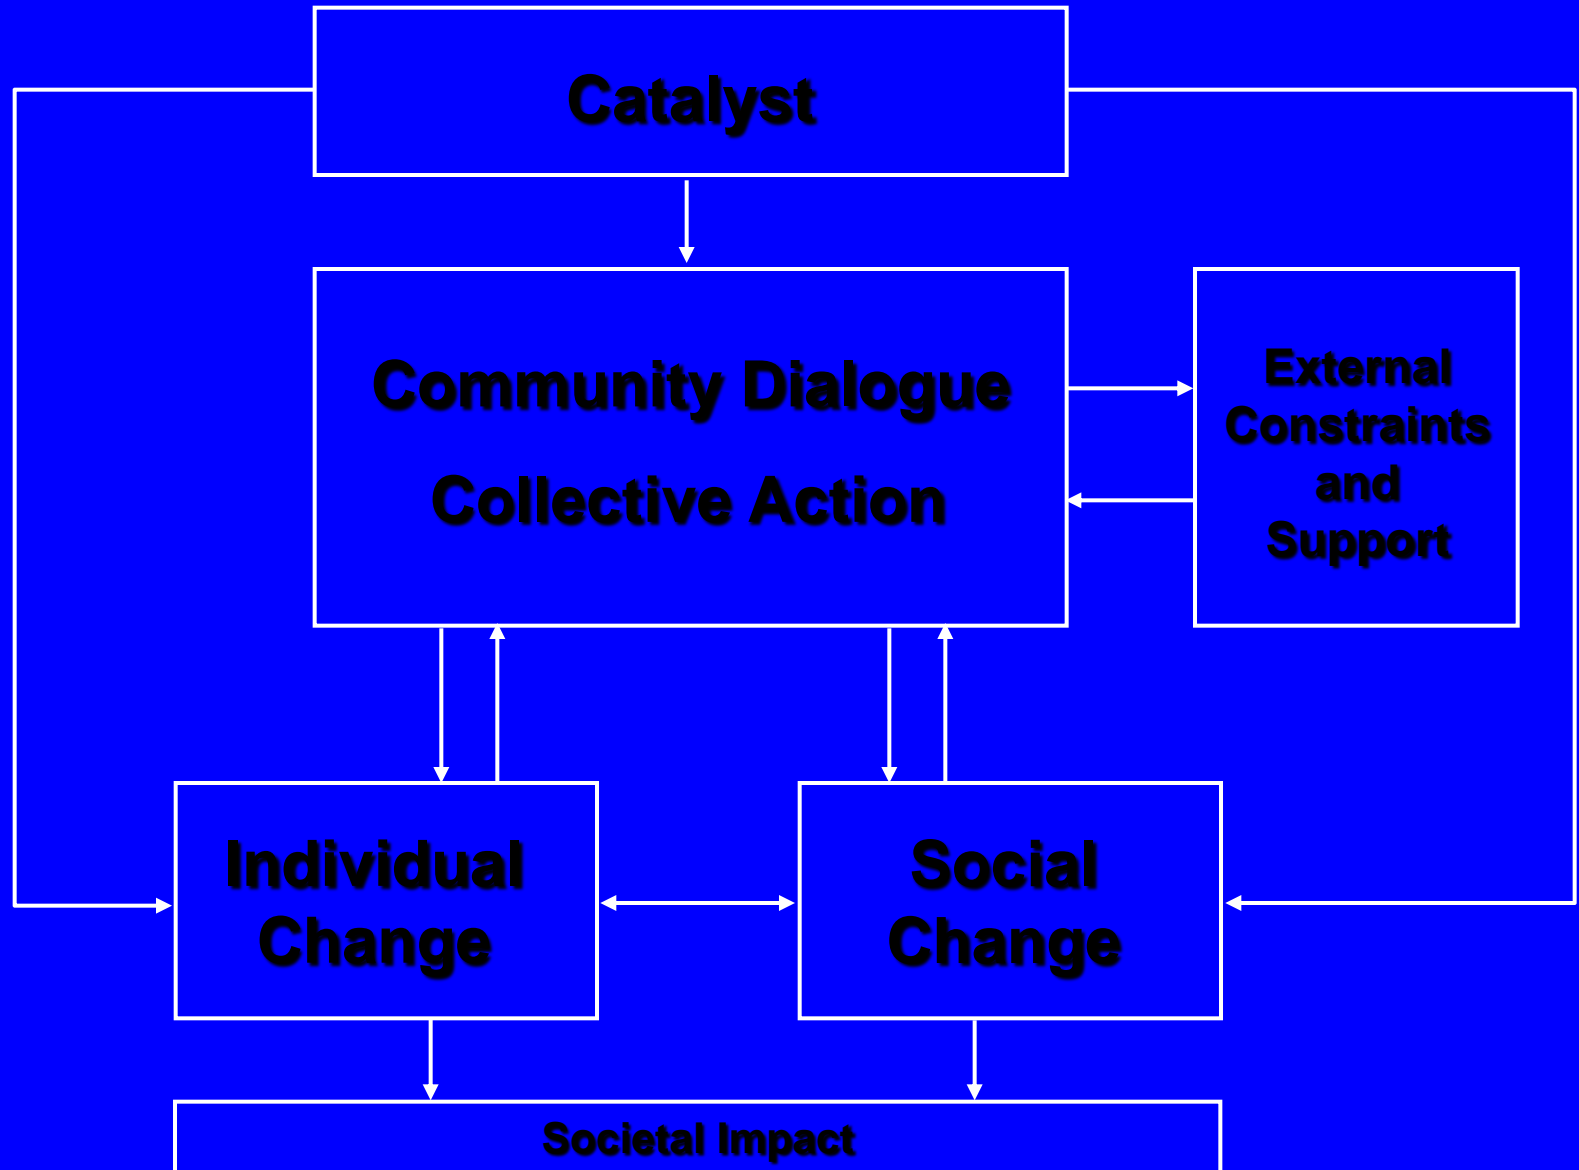 Catalyst
Community Dialogue
Collective Action
External
Constraints
and
Support
Individual
Change
Social
Change
Societal Impact